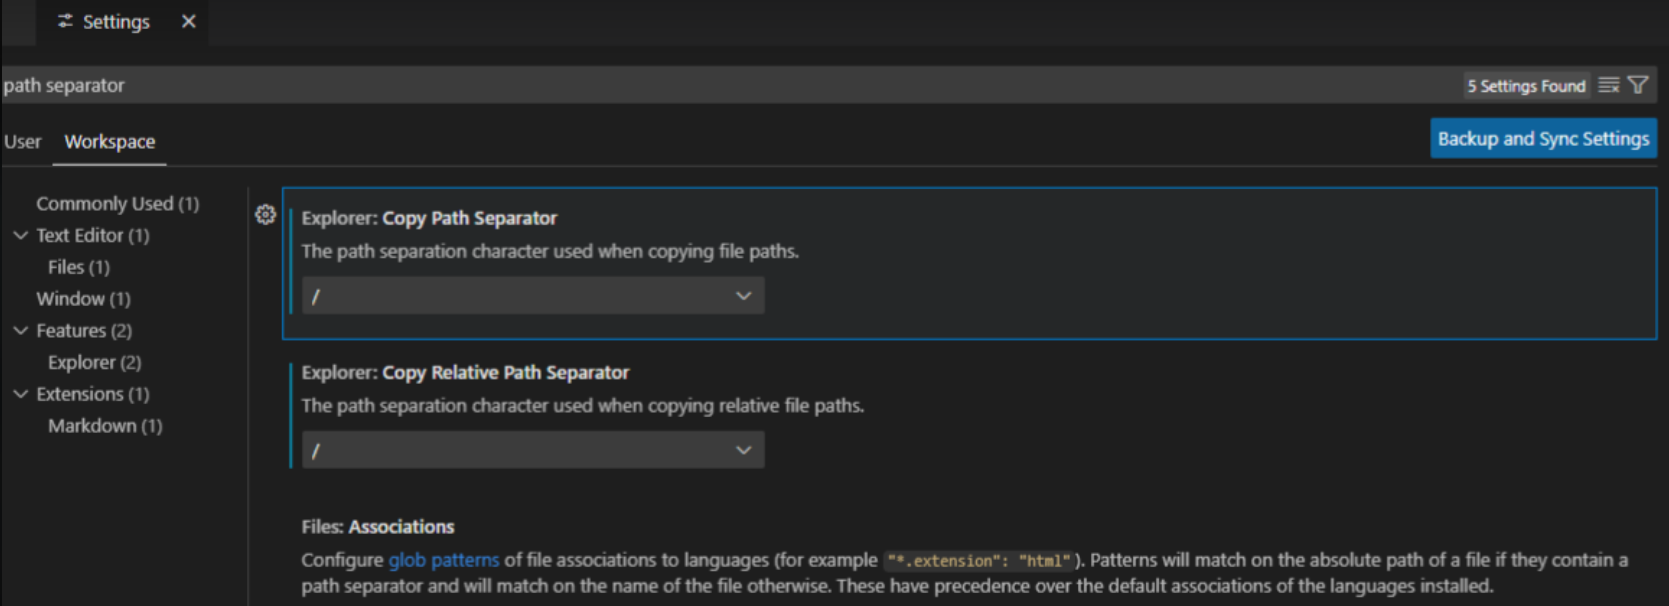 Settings
path separator
5 Settings Found
User Workspace
Backup and Sync Settings
Commonly Used (1)
Text Editor (1)
Files (1)
Window (1)
Features (2)
Explorer (2)
Extensions (1)
Markdown (1)
Explorer: Copy Path Separator
The path separation character used when copying file paths.
/
Explorer: Copy Relative Path Separator
The path separation character used when copying relative file paths.
/
Files: Associations
Configure glob patterns of file associations to languages (for example "*.extension": "html"). Patterns will match on the absolute path of a file if they contain a
path separator and will match on the name of the file otherwise. These have precedence over the default associations of the languages installed.